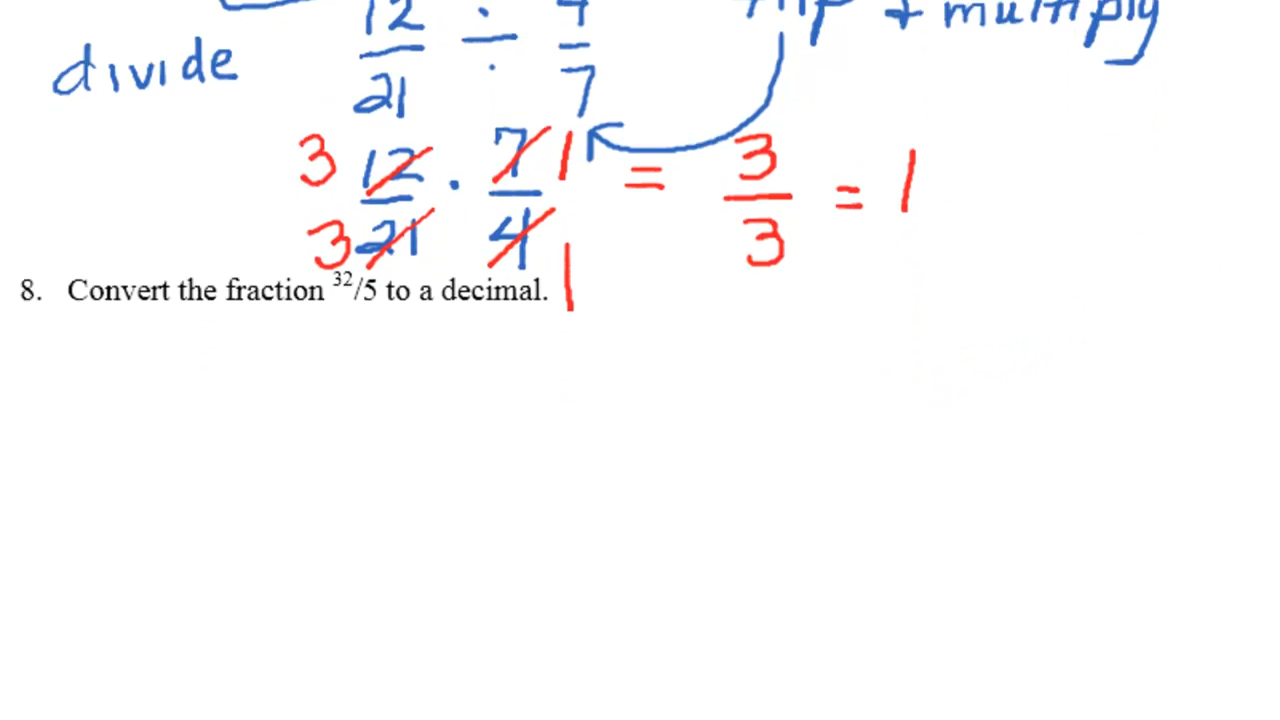 12 ÷ 4
divide
+ multiply
21 7
3 12 · 7 1 = 3 = 1
3 21 4 1 3
8. Convert the fraction 32/5 to a decimal.